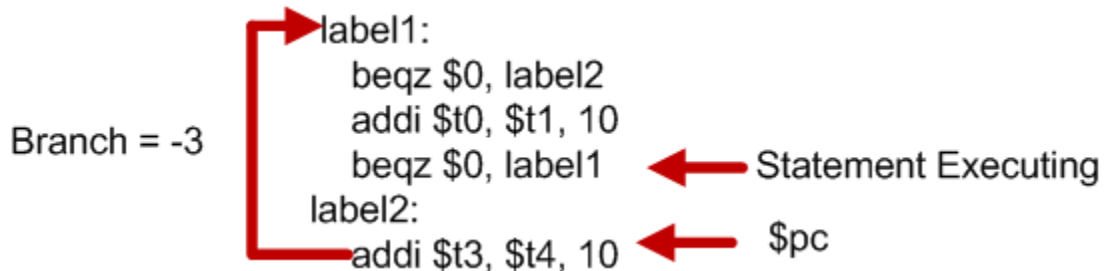 label1:
beqz $0, label2
addi $t0, $t1, 10
Branch = -3
beqz $0, label1
Statement Executing
label2:
addi $t3, $t4, 10
$pc